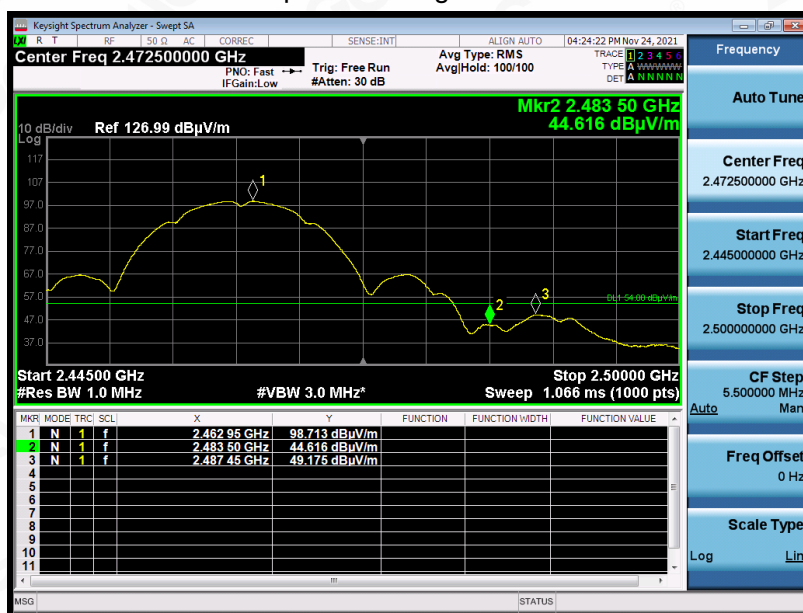 Keysight Spectrum Analyzer - Swept SA
LXI R T RF 50 Ω AC CORREC SENSE:INT ALIGN AUTO 04:24:22 PM Nov 24, 2021
Center Freq 2.472500000 GHz
PNO: Fast
IFGain:Low
Trig: Free Run
#Atten: 30 dB
Avg Type: RMS
Avg|Hold: 100/100
TRACE 1 2 3 4 5 6
TYPE A WWWWW
DET A N N N N N
Frequency
Auto Tune
Center Freq
2.472500000 GHz
Start Freq
2.445000000 GHz
Stop Freq
2.500000000 GHz
CF Step
5.500000 MHz
Auto Man
Freq Offset
0 Hz
Scale Type
Log Lin
Mkr2 2.483 50 GHz
44.616 dBµV/m
10 dB/div Ref 126.99 dBµV/m
Log
117
107
97.0
87.0
77.0
67.0
57.0
47.0
37.0
1
2
3
DL1 54.00 dBµV/m
Start 2.44500 GHz Stop 2.50000 GHz
#Res BW 1.0 MHz #VBW 3.0 MHz* Sweep 1.066 ms (1000 pts)
MKR MODE TRC SCL X Y FUNCTION FUNCTION WIDTH FUNCTION VALUE
1 N 1 f 2.462 95 GHz 98.713 dBµV/m
2 N 1 f 2.483 50 GHz 44.616 dBµV/m
3 N 1 f 2.487 45 GHz 49.175 dBµV/m
4
5
6
7
8
9
10
11
MSG STATUS